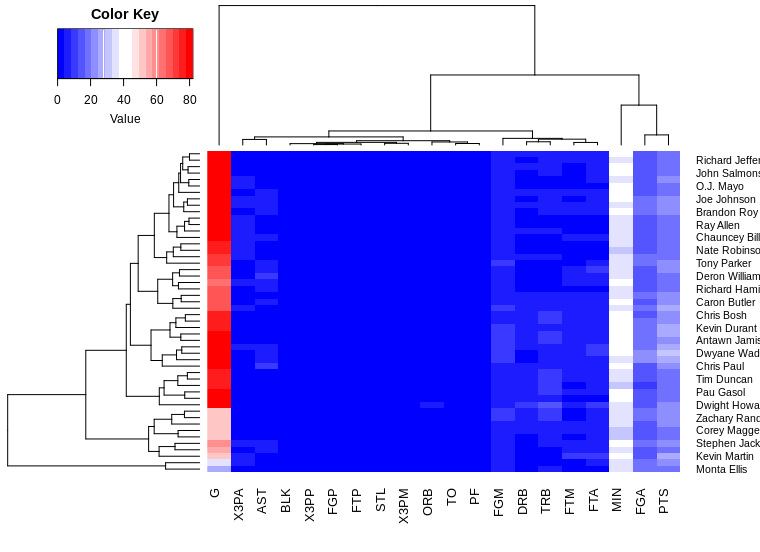 Color Key
0 20 40 60 80
Value
Richard Jeffer
John Salmons
O.J. Mayo
Joe Johnson
Brandon Roy
Ray Allen
Chauncey Bill
Nate Robinso
Tony Parker
Deron William
Richard Hami
Caron Butler
Chris Bosh
Kevin Durant
Antawn Jamis
Dwyane Wad
Chris Paul
Tim Duncan
Pau Gasol
Dwight Howa
Zachary Rand
Corey Magge
Stephen Jack
Kevin Martin
Monta Ellis
G X3PA AST BLK X3PP FGP FTP STL X3PM ORB TO PF FGM DRB TRB FTM FTA MIN FGA PTS